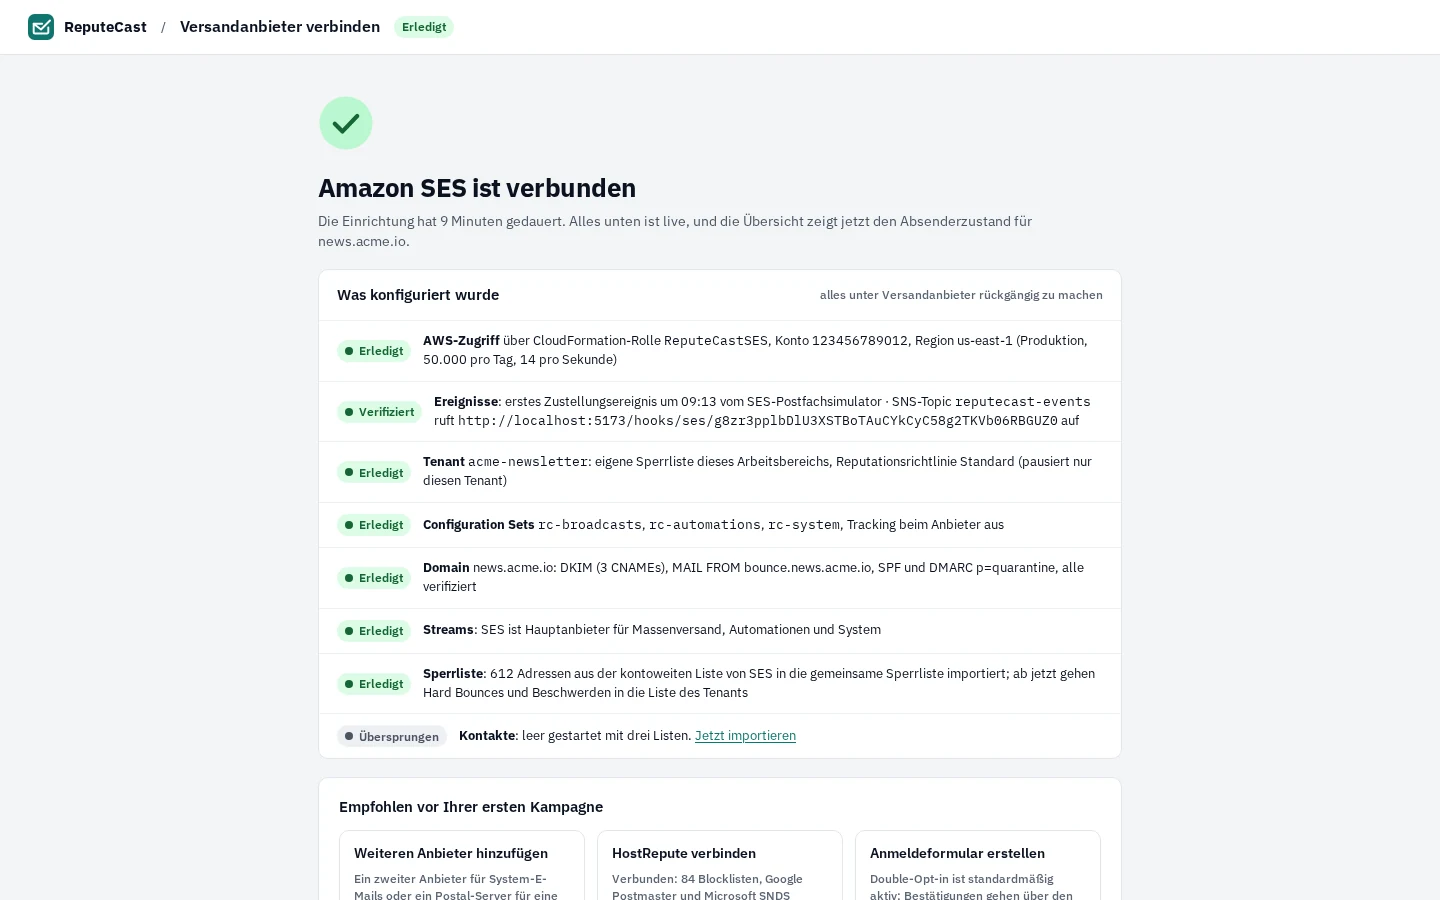 ReputeCast / Versandanbieter verbinden Erledigt
Amazon SES ist verbunden
Die Einrichtung hat 9 Minuten gedauert. Alles unten ist live, und die Übersicht zeigt jetzt den Absenderzustand für
news.acme.io.
Was konfiguriert wurde alles unter Versandanbieter rückgängig zu machen
Erledigt AWS-Zugriff über CloudFormation-Rolle ReputeCastSES, Konto 123456789012, Region us-east-1 (Produktion,
50.000 pro Tag, 14 pro Sekunde)
Verifiziert Ereignisse: erstes Zustellungsereignis um 09:13 vom SES-Postfachsimulator · SNS-Topic reputecast-events
ruft http://localhost:5173/hooks/ses/g8zr3pplbDlU3XSTBoTAuCYkCyC58g2TKVb06RBGUZ0 auf
Erledigt Tenant acme-newsletter: eigene Sperrliste dieses Arbeitsbereichs, Reputationsrichtlinie Standard (pausiert nur
diesen Tenant)
Erledigt Configuration Sets rc-broadcasts, rc-automations, rc-system, Tracking beim Anbieter aus
Erledigt Domain news.acme.io: DKIM (3 CNAMEs), MAIL FROM bounce.news.acme.io, SPF und DMARC p=quarantine, alle
verifiziert
Erledigt Streams: SES ist Hauptanbieter für Massenversand, Automationen und System
Erledigt Sperrliste: 612 Adressen aus der kontoweiten Liste von SES in die gemeinsame Sperrliste importiert; ab jetzt gehen
Hard Bounces und Beschwerden in die Liste des Tenants
Übersprungen Kontakte: leer gestartet mit drei Listen. Jetzt importieren
Empfohlen vor Ihrer ersten Kampagne
Weiteren Anbieter hinzufügen
Ein zweiter Anbieter für System-E-
Mails oder ein Postal-Server für eine
HostRepute verbinden
Verbunden: 84 Blocklisten, Google
Postmaster und Microsoft SNDS
Anmeldeformular erstellen
Double-Opt-in ist standardmäßig
aktiv; Bestätigungen gehen über den